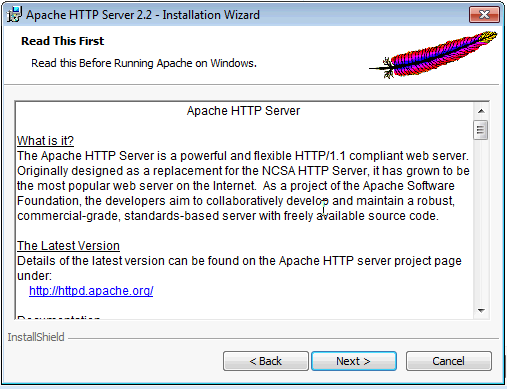 Apache HTTP Server 2.2 - Installation Wizard
Read This First
Read this Before Running Apache on Windows.
Apache HTTP Server
What is it?
The Apache HTTP Server is a powerful and flexible HTTP/1.1 compliant web server.
Originally designed as a replacement for the NCSA HTTP Server, it has grown to be
the most popular web server on the Internet. As a project of the Apache Software
Foundation, the developers aim to collaboratively develop and maintain a robust,
commercial-grade, standards-based server with freely available source code.
The Latest Version
Details of the latest version can be found on the Apache HTTP server project page
under:
http://httpd.apache.org/
Documentation
InstallShield
< Back Next > Cancel